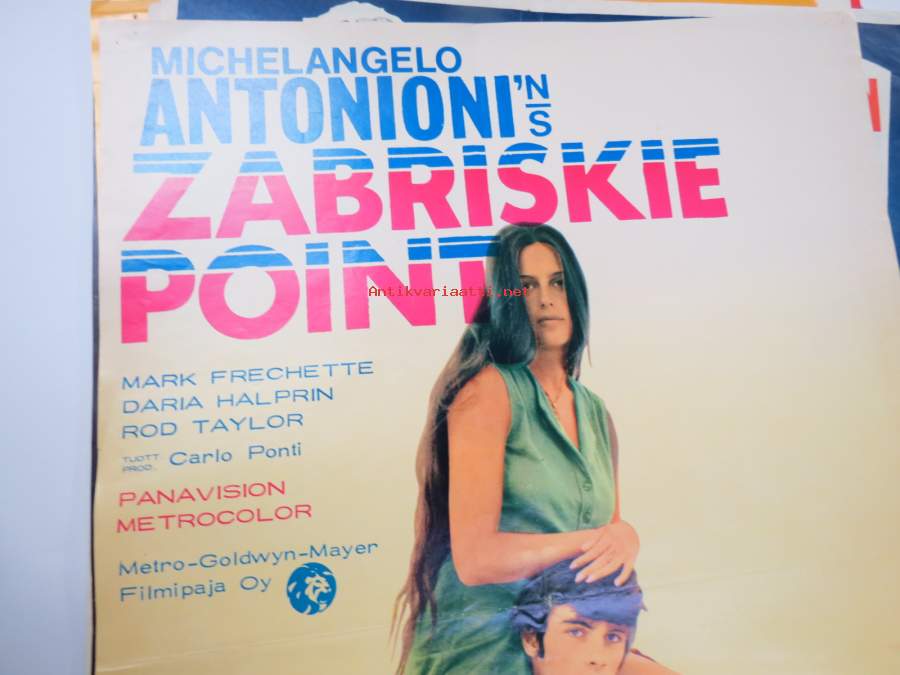 MICHELANGELO
ANTONIONI'N/S
ZABRISKIE
POINT
Antikvariaatti.net
MARK FRECHETTE
DARIA HALPRIN
ROD TAYLOR
TUOTT. PROD. Carlo Ponti
PANAVISION
METROCOLOR
Metro-Goldwyn-Mayer
Filmipaja Oy